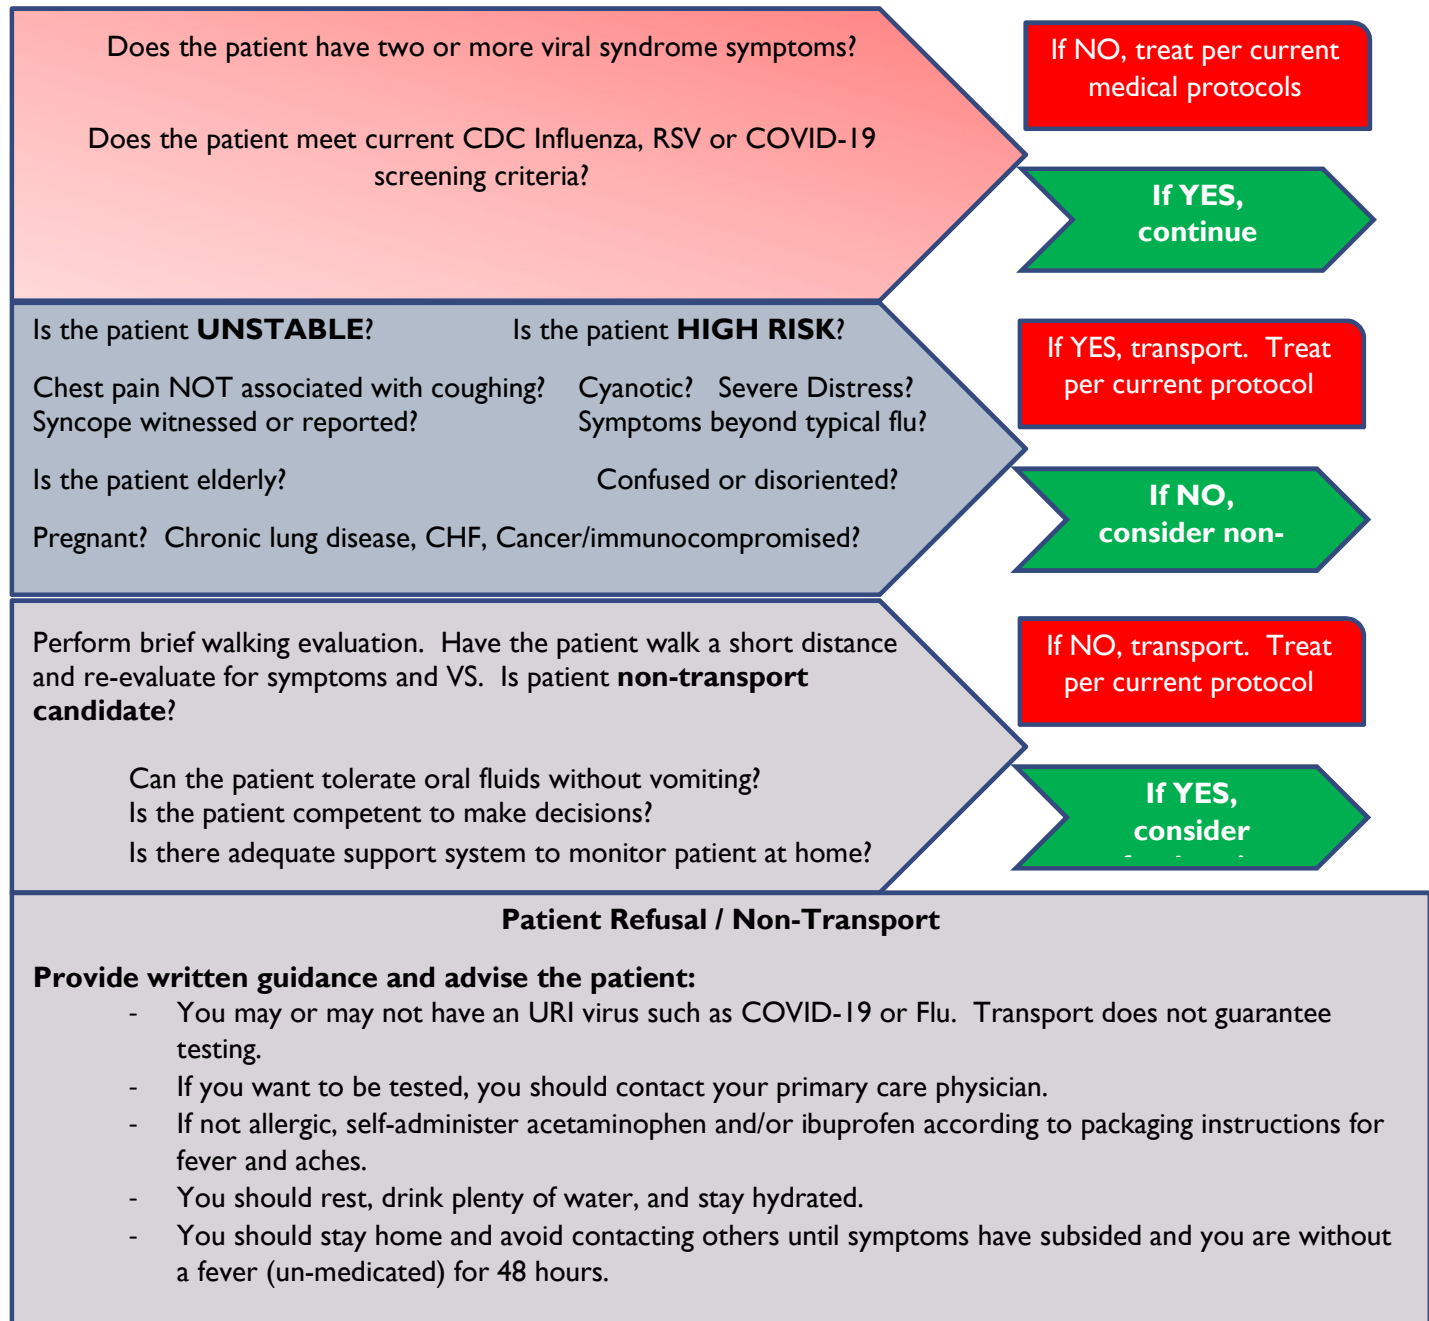 Does the patient have two or more viral syndrome symptoms?
Does the patient meet current CDC Influenza, RSV or COVID-19
screening criteria?
If NO, treat per current
medical protocols
If YES,
continue
Is the patient UNSTABLE? Is the patient HIGH RISK?
Chest pain NOT associated with coughing? Cyanotic? Severe Distress?
Syncope witnessed or reported? Symptoms beyond typical flu?
Is the patient elderly? Confused or disoriented?
Pregnant? Chronic lung disease, CHF, Cancer/immunocompromised?
If YES, transport. Treat
per current protocol
If NO,
consider non-
Perform brief walking evaluation. Have the patient walk a short distance
and re-evaluate for symptoms and VS. Is patient non-transport
candidate?
Can the patient tolerate oral fluids without vomiting?
Is the patient competent to make decisions?
Is there adequate support system to monitor patient at home?
If NO, transport. Treat
per current protocol
If YES,
consider
Patient Refusal / Non-Transport
Provide written guidance and advise the patient:
- You may or may not have an URI virus such as COVID-19 or Flu. Transport does not guarantee
testing.
- If you want to be tested, you should contact your primary care physician.
- If not allergic, self-administer acetaminophen and/or ibuprofen according to packaging instructions for
fever and aches.
- You should rest, drink plenty of water, and stay hydrated.
- You should stay home and avoid contacting others until symptoms have subsided and you are without
a fever (un-medicated) for 48 hours.